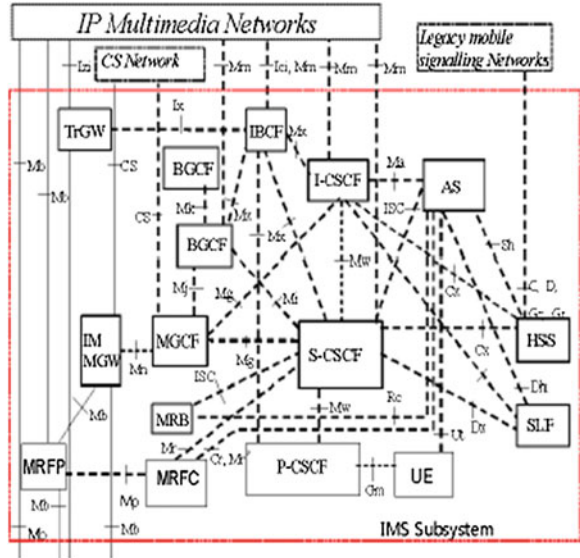 IP Multimedia Networks
Izi
CS Network
Mm
Ici, Mm
Mm
Mm
Legacy mobile
signalling Networks
Mb
Mb
TrGW
Ix
IBCF
Mx
CS
BGCF
I-CSCF
Ma
AS
Mk
Mx
Mx
ISC
Sh
CS
BGCF
Mw
Cx
C, D,
Gc, Gr
Mj
Mg
Mi
IM
MGW
Mn
MGCF
Mg
S-CSCF
Cx
HSS
ISC
Dh
Mb
MRB
Mw
Rc
Dx
SLF
Mr
Cr, Mr'
Ut
MRFP
Mp
MRFC
P-CSCF
Gm
UE
Mb
Mb
Mb
IMS Subsystem